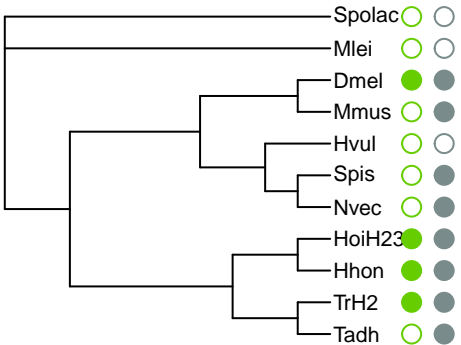 Spolac
Mlei
Dmel
Mmus
Hvul
Spis
Nvec
HoiH23
Hhon
TrH2
Tadh